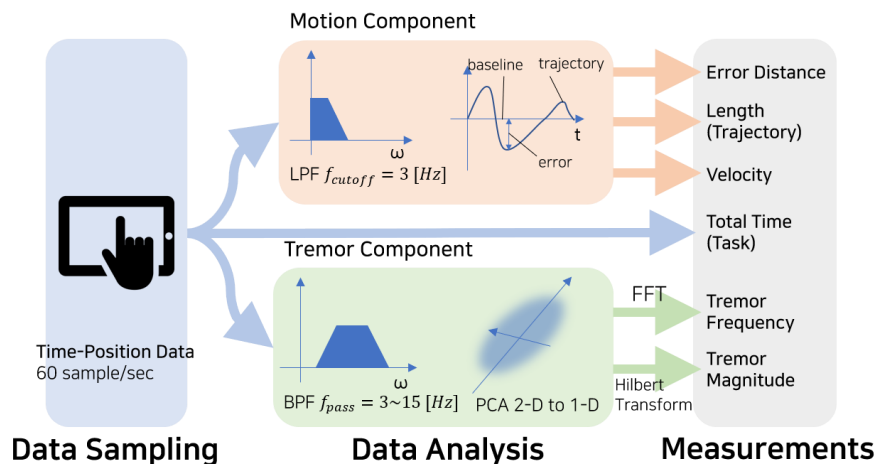 Motion Component
baseline
trajectory
t
error
ω
LPF f_cutoff = 3 [Hz]
Error Distance
Length
(Trajectory)
Velocity
Total Time
(Task)
Tremor Component
ω
BPF f_pass = 3~15 [Hz]
PCA 2-D to 1-D
FFT
Hilbert
Transform
Tremor
Frequency
Tremor
Magnitude
Time-Position Data
60 sample/sec
Data Sampling
Data Analysis
Measurements